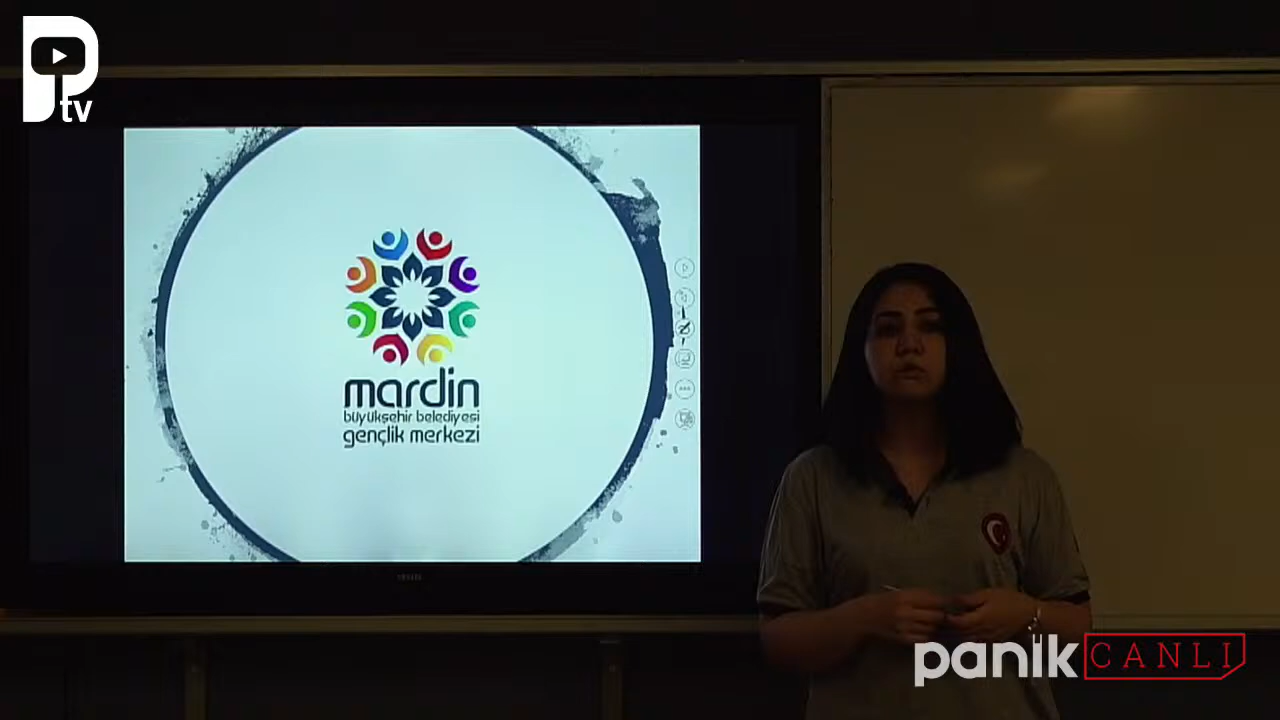 tv
mardin
büyükşehir belediyesi
gençlik merkezi
panik CANLI